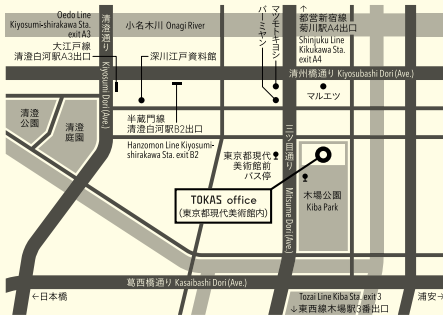 Oedo Line
Kiyosumi-shirakawa Sta.
exit A3
大江戸線
清澄白河駅A3出口
清澄通り Kiyosumi Dori (Ave.)
小名木川 Onagi River
深川江戸資料館
バーミヤン
マツモトキヨシ
↑
都営新宿線
菊川駅A4出口
Shinjuku Line
Kikukawa Sta.
exit A4
清州橋通り Kiyosubashi Dori (Ave.)
マルエツ
清澄
公園
清澄
庭園
半蔵門線
清澄白河駅B2出口
Hanzomon Line Kiyosumi-
shirakawa Sta. exit B2
三ツ目通り Mitsume Dori (Ave.)
東京都現代
美術館前
バス停
木場公園
Kiba Park
TOKAS office
(東京都現代美術館内)
葛西橋通り Kasaibashi Dori (Ave.)
←日本橋
Tozai Line Kiba Sta. exit 3
↓東西線木場駅3番出口
浦安→